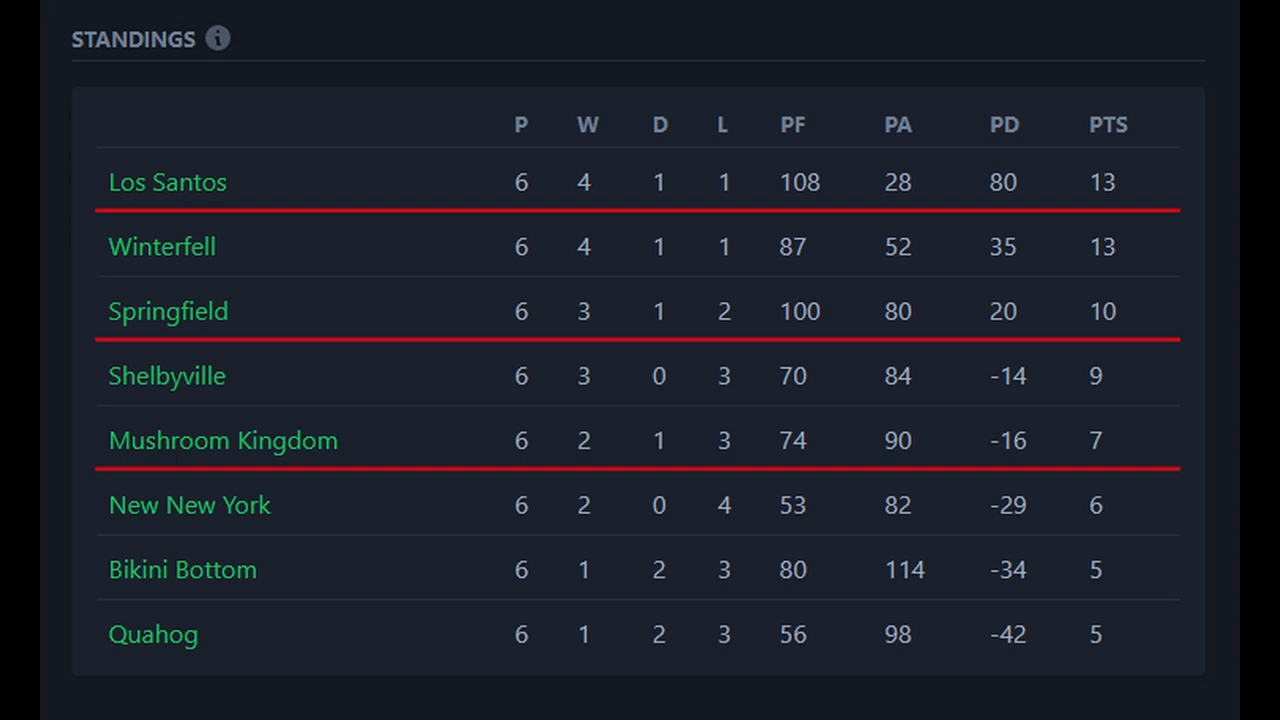 STANDINGS i
P W D L PF PA PD PTS
Los Santos 6 4 1 1 108 28 80 13
Winterfell 6 4 1 1 87 52 35 13
Springfield 6 3 1 2 100 80 20 10
Shelbyville 6 3 0 3 70 84 -14 9
Mushroom Kingdom 6 2 1 3 74 90 -16 7
New New York 6 2 0 4 53 82 -29 6
Bikini Bottom 6 1 2 3 80 114 -34 5
Quahog 6 1 2 3 56 98 -42 5